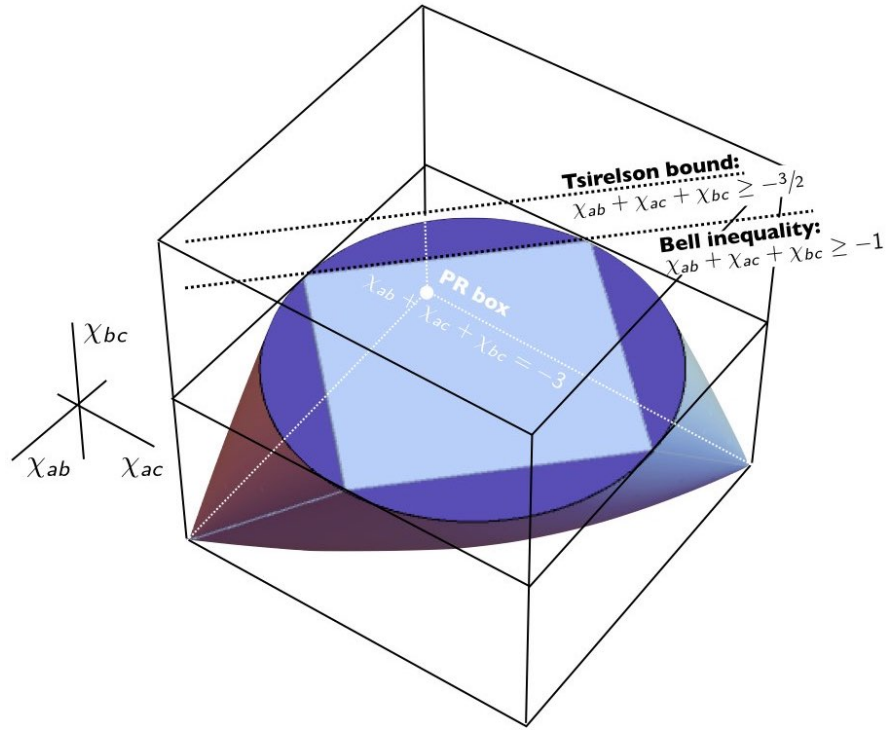 Tsirelson bound:
χab + χac + χbc ≥ −3/2
Bell inequality:
χab + χac + χbc ≥ −1
PR box
χab + χac + χbc = −3
χbc
χab
χac